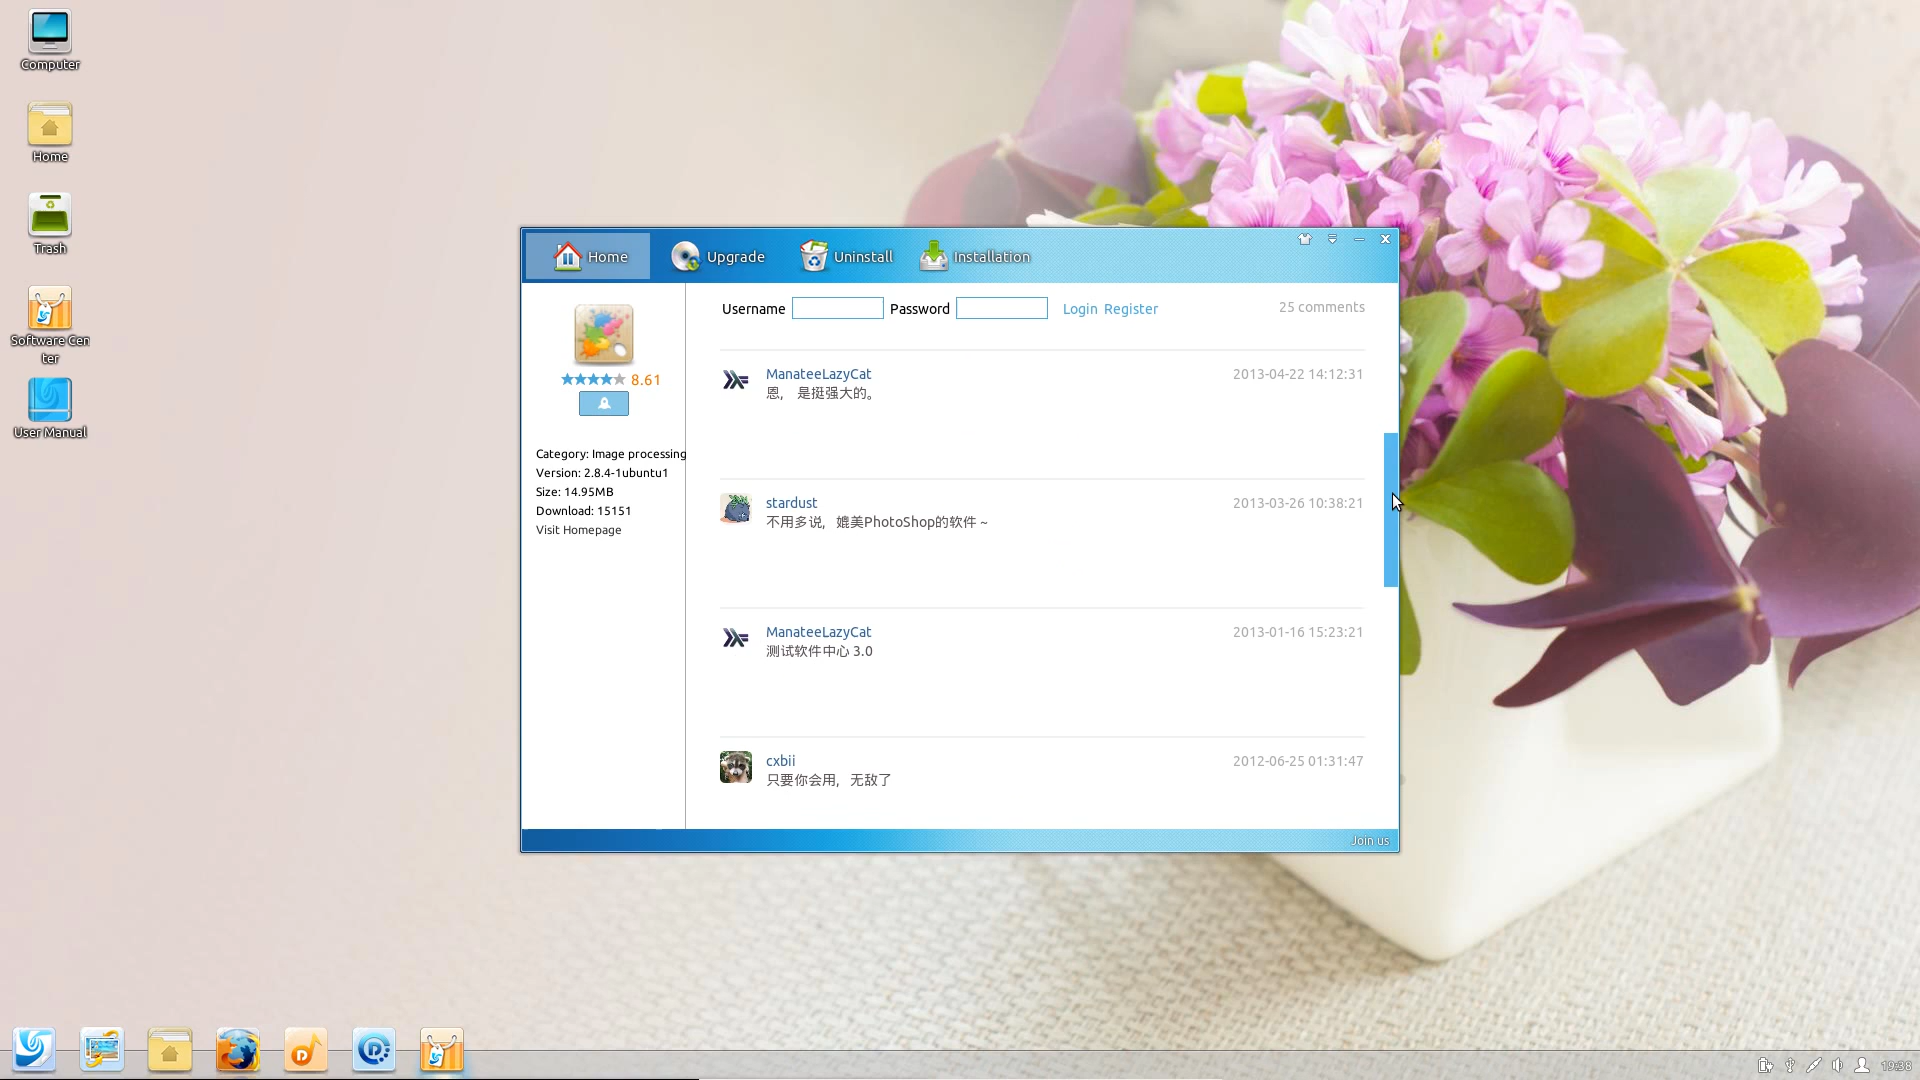 Computer
Home
Trash
Software Cen
ter
User Manual
Home
Upgrade
Uninstall
Installation
8.61
Category: Image processing
Version: 2.8.4-1ubuntu1
Size: 14.95MB
Download: 15151
Visit Homepage
Username
Password
Login Register
25 comments
ManateeLazyCat
2013-04-22 14:12:31
恩， 是挺强大的。
stardust
2013-03-26 10:38:21
不用多说，媲美PhotoShop的软件 ~
ManateeLazyCat
2013-01-16 15:23:21
测试软件中心 3.0
cxbii
2012-06-25 01:31:47
只要你会用，无敌了
Join us
19:38